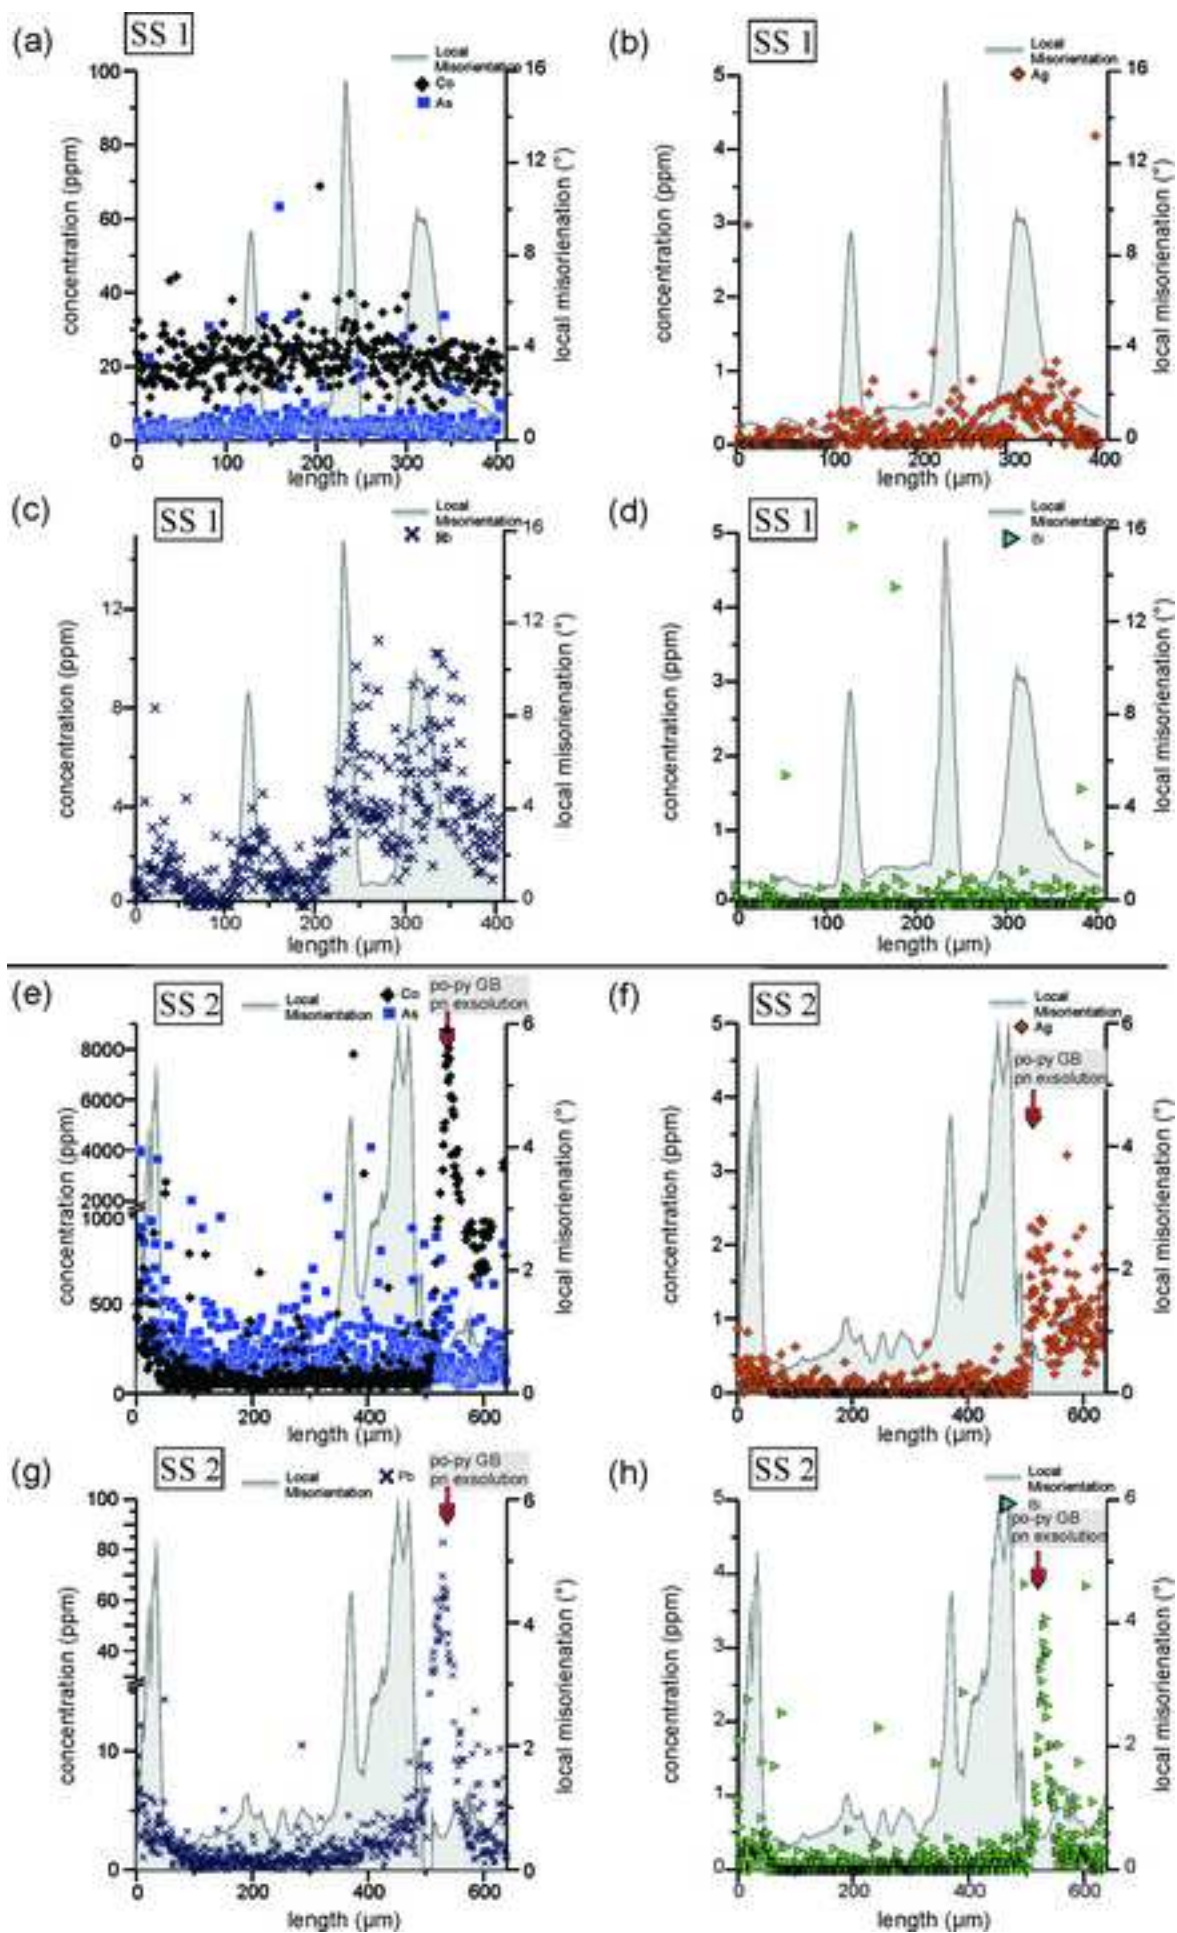 (a)
SS 1
Local
Misorientation
Co
As
concentration (ppm)
100
80
60
40
20
0
16
12
8
4
0
local misorienation (°)
0
100
200
300
400
length (µm)
(b)
SS 1
Local
Misorientation
Ag
concentration (ppm)
5
4
3
2
1
0
16
12
8
4
0
local misorienation (°)
0
100
200
300
400
length (µm)
(c)
SS 1
Local
Misorientation
concentration (ppm)
12
8
4
0
16
12
8
4
0
local misorienation (°)
0
100
200
300
400
length (µm)
(d)
SS 1
Local
Misorientation
Bi
concentration (ppm)
5
4
3
2
1
0
16
12
8
4
0
local misorienation (°)
0
100
200
300
400
length (µm)
(e)
SS 2
Local
Misorientation
Co
As
po-py GB
pn exsolution
concentration (ppm)
8000
6000
4000
2000
1000
500
0
6
4
2
0
local misorienation (°)
0
200
400
600
length (µm)
(f)
SS 2
Local
Misorientation
Ag
po-py GB
pn exsolution
concentration (ppm)
5
4
3
2
1
0
6
4
2
0
local misorienation (°)
0
200
400
600
length (µm)
(g)
SS 2
Local
Misorientation
Pb
po-py GB
pn exsolution
concentration (ppm)
100
80
60
40
10
0
6
4
2
0
local misorienation (°)
0
200
400
600
length (µm)
(h)
SS 2
Local
Misorientation
Bi
po-py GB
pn exsolution
concentration (ppm)
5
4
3
2
1
0
6
4
2
0
local misorienation (°)
0
200
400
600
length (µm)